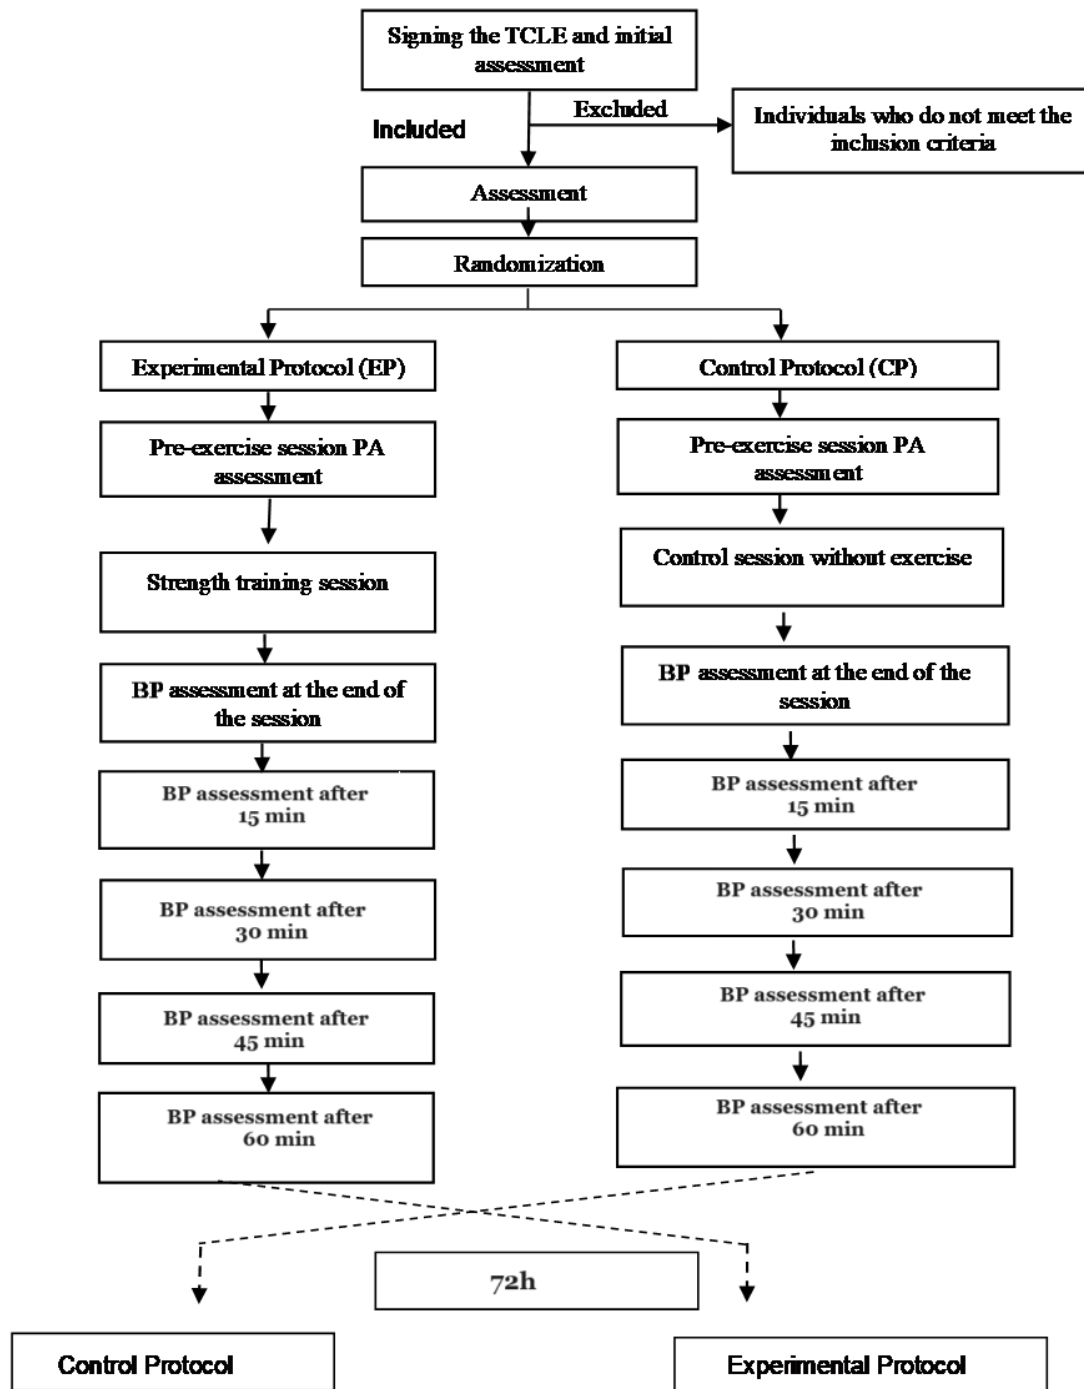 Signing the TCLE and initial
assessment
Excluded
Included
Individuals who do not meet the
inclusion criteria
Assessment
Randomization
Experimental Protocol (EP)
Pre-exercise session PA
assessment
Strength training session
BP assessment at the end of
the session
BP assessment after
15 min
BP assessment after
30 min
BP assessment after
45 min
BP assessment after
60 min
Control Protocol (CP)
Pre-exercise session PA
assessment
Control session without exercise
BP assessment at the end of the
session
BP assessment after
15 min
BP assessment after
30 min
BP assessment after
45 min
BP assessment after
60 min
72h
Control Protocol
Experimental Protocol